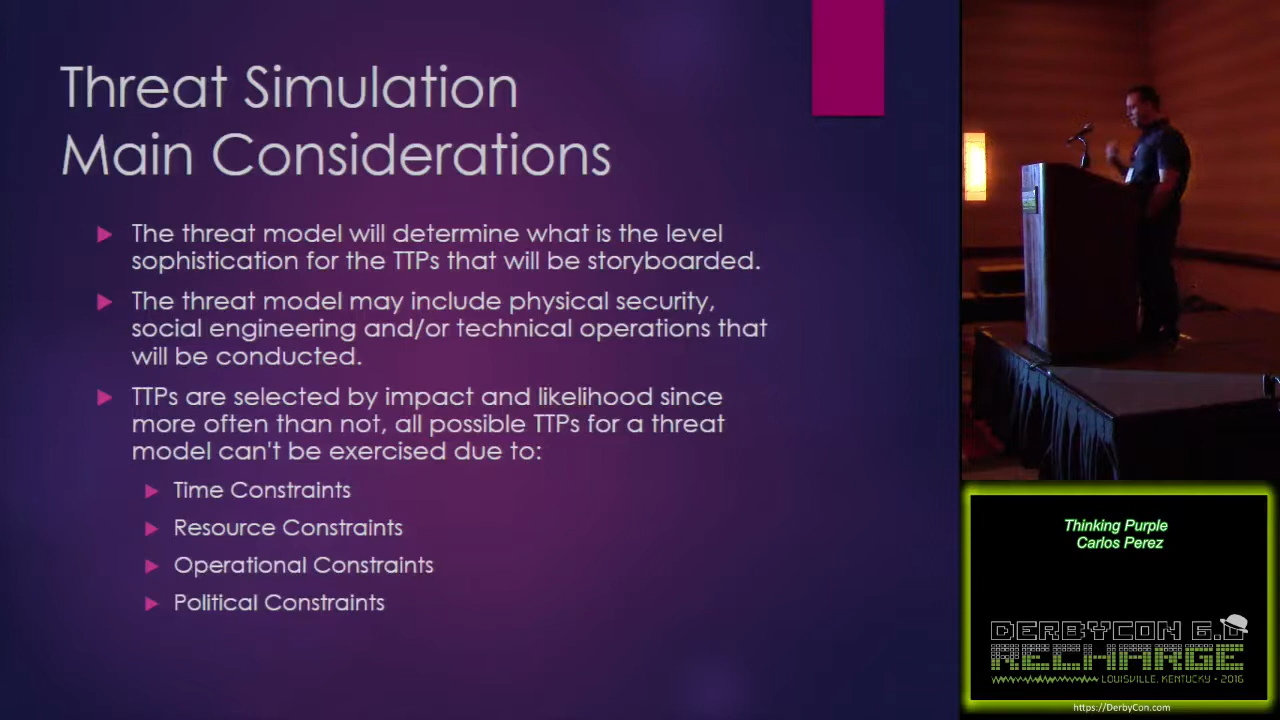 Threat Simulation
Main Considerations
The threat model will determine what is the level
sophistication for the TTPs that will be storyboarded.
The threat model may include physical security,
social engineering and/or technical operations that
will be conducted.
TTPs are selected by impact and likelihood since
more often than not, all possible TTPs for a threat
model can't be exercised due to:
Time Constraints
Resource Constraints
Operational Constraints
Political Constraints
Thinking Purple
Carlos Perez
DERBYCON 6.0
RECHARGE
LOUISVILLE, KENTUCKY • 2016
https://DerbyCon.com